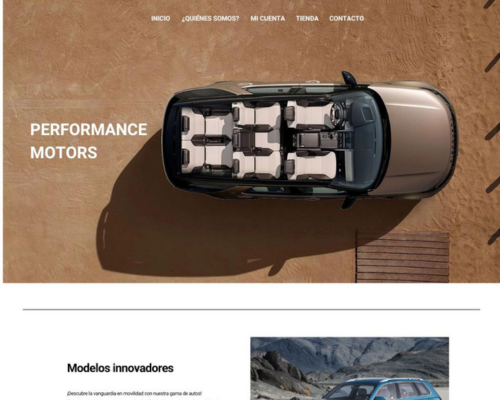 INICIO ¿QUIÉNES SOMOS? MI CUENTA TIENDA CONTACTO
PERFORMANCE
MOTORS
Modelos innovadores
¡Descubre la vanguardia en movilidad con nuestra gama de autos!